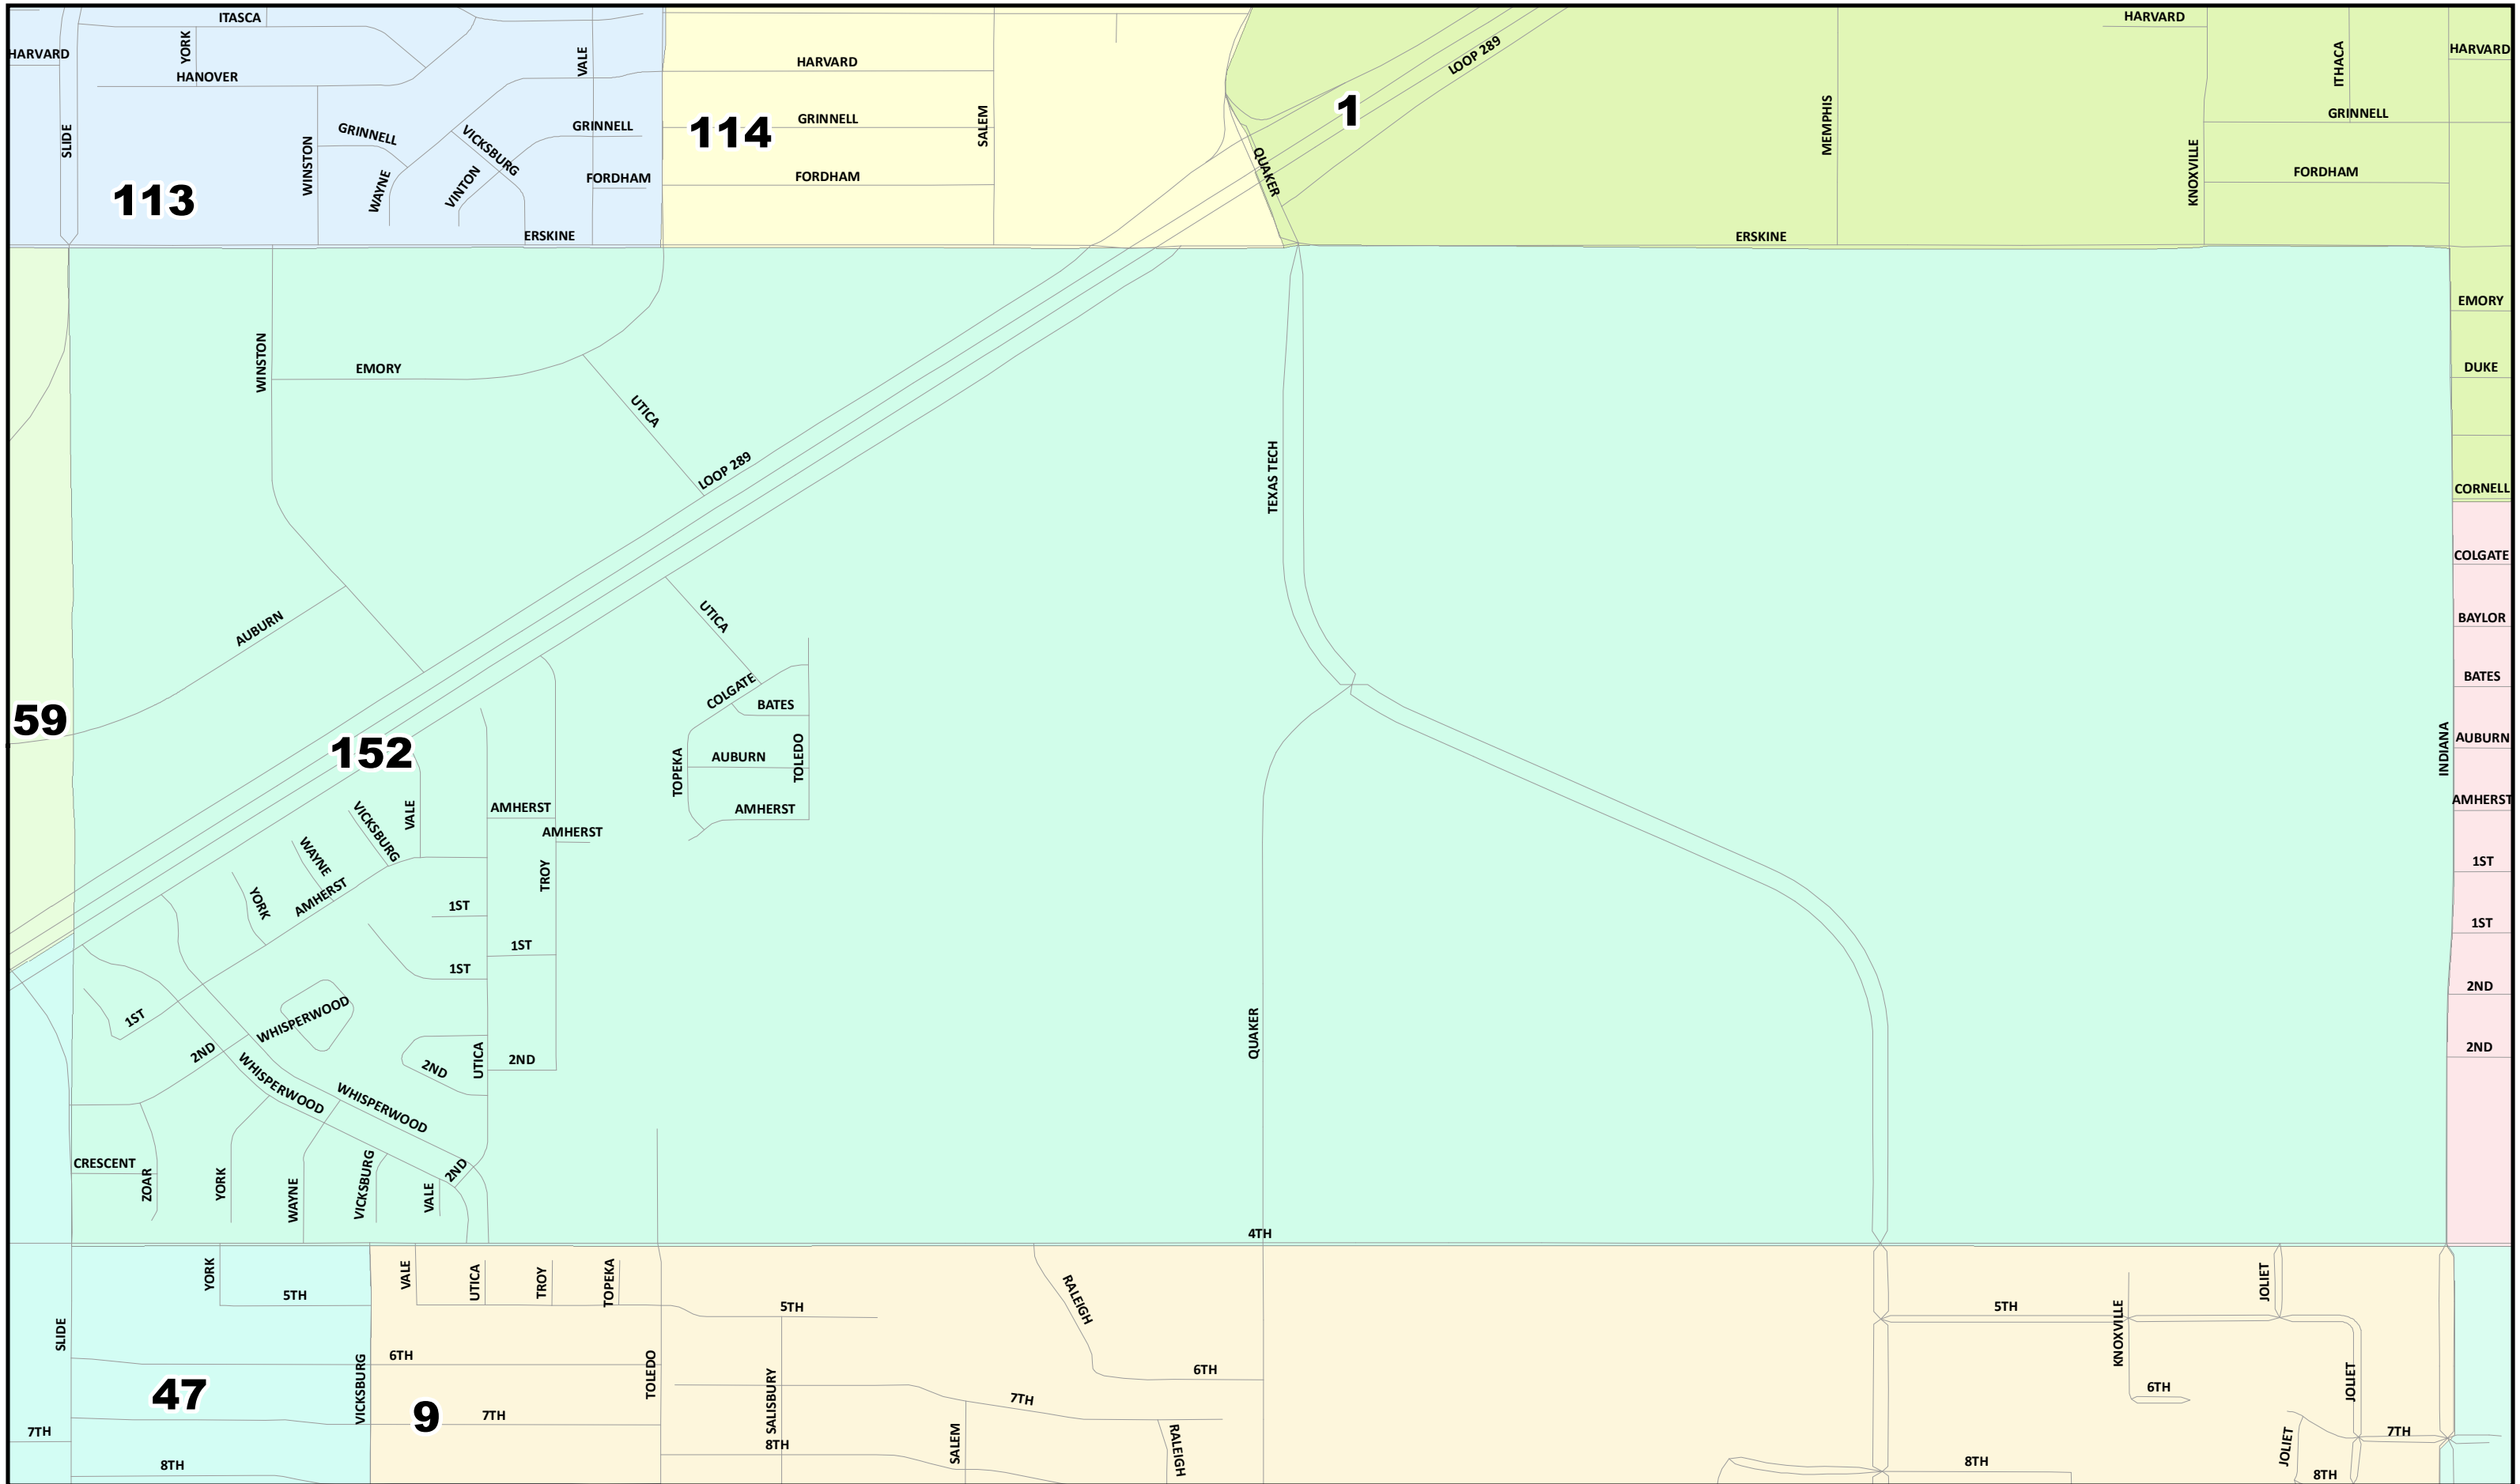 ITASCA
HARVARD
YORK
HANOVER
VALE
SLIDE
WINSTON
GRINNELL
WAYNE
VICKSBURG
VINTON
GRINNELL
FORDHAM
113
ERSKINE
HARVARD
114
GRINNELL
SALEM
FORDHAM
LOOP 289
1
QUAKER
MEMPHIS
HARVARD
ITHACA
HARVARD
GRINNELL
KNOXVILLE
FORDHAM
ERSKINE
EMORY
DUKE
CORNELL
COLGATE
BAYLOR
BATES
AUBURN
AMHERST
1ST
1ST
2ND
2ND
INDIANA
WINSTON
EMORY
UTICA
LOOP 289
TEXAS TECH
AUBURN
UTICA
COLGATE
BATES
TOPEKA
AUBURN
TOLEDO
AMHERST
59
152
VALE
VICKSBURG
WAYNE
YORK
AMHERST
AMHERST
AMHERST
TROY
1ST
1ST
1ST
1ST
WHISPERWOOD
2ND
WHISPERWOOD
WHISPERWOOD
2ND
UTICA
2ND
QUAKER
CRESCENT
ZOAR
YORK
WAYNE
VICKSBURG
VALE
2ND
4TH
YORK
5TH
VALE
UTICA
TROY
TOPEKA
5TH
RALEIGH
5TH
KNOXVILLE
JOLIET
SLIDE
VICKSBURG
6TH
TOLEDO
SALISBURY
6TH
6TH
JOLIET
47
9
7TH
7TH
7TH
SALEM
RALEIGH
8TH
8TH
8TH
JOLIET
7TH
8TH